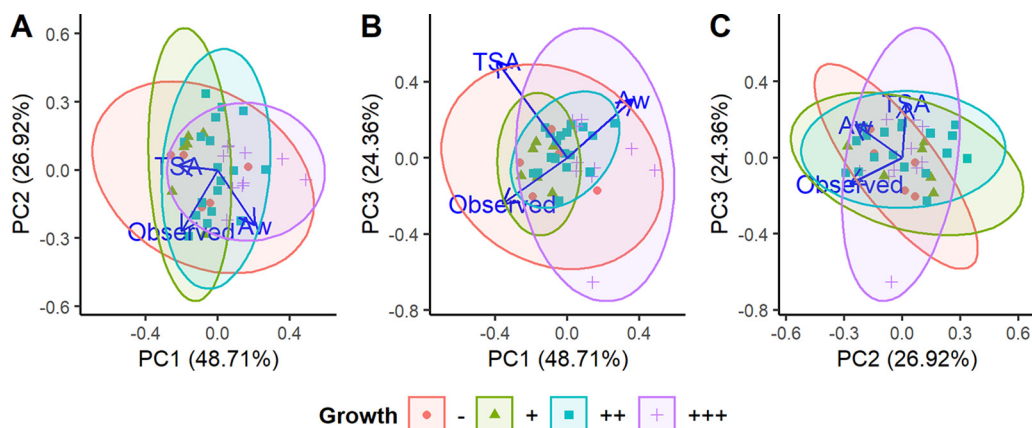 A
B
C
0.6
0.3
0.0
-0.3
-0.6
PC2 (26.92%)
TSA
Observed
Aw
-0.4
0.0
0.4
PC1 (48.71%)
0.4
0.0
-0.4
-0.8
PC3 (24.36%)
TSA
Aw
Observed
-0.4
0.0
0.4
PC1 (48.71%)
0.4
0.0
-0.4
-0.8
PC3 (24.36%)
TSA
Aw
Observed
-0.6
-0.3
0.0
0.3
0.6
PC2 (26.92%)
Growth - + ++ +++